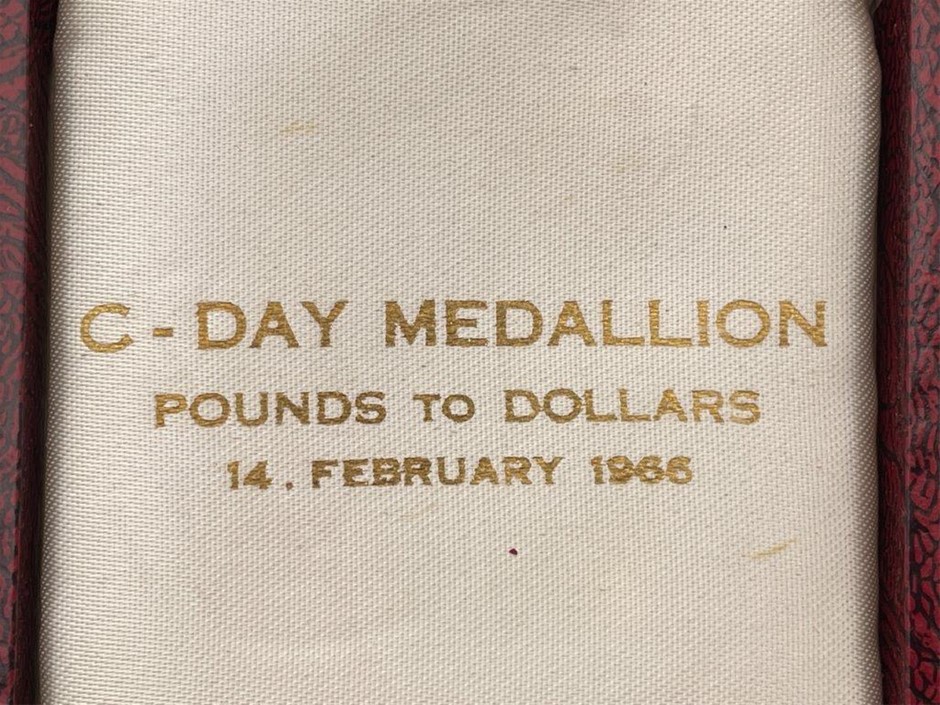 C - DAY MEDALLION
POUNDS TO DOLLARS
14. FEBRUARY 1966